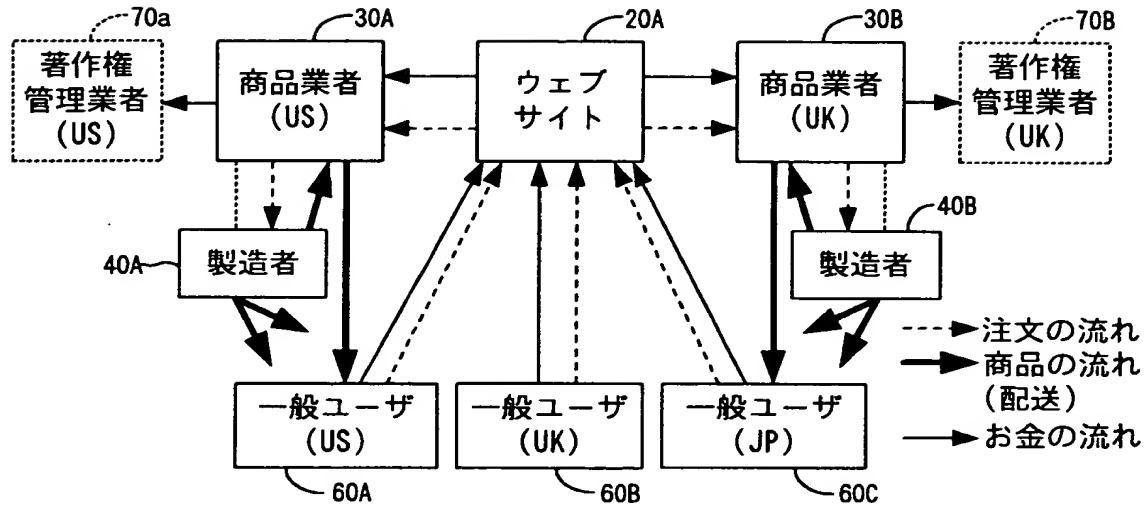 70a
30A
20A
30B
70B
著作権
管理業者
(US)
商品業者
(US)
ウェブ
サイト
商品業者
(UK)
著作権
管理業者
(UK)
40A
製造者
40B
製造者
注文の流れ
商品の流れ
(配送)
お金の流れ
一般ユーザ
(US)
一般ユーザ
(UK)
一般ユーザ
(JP)
60A
60B
60C